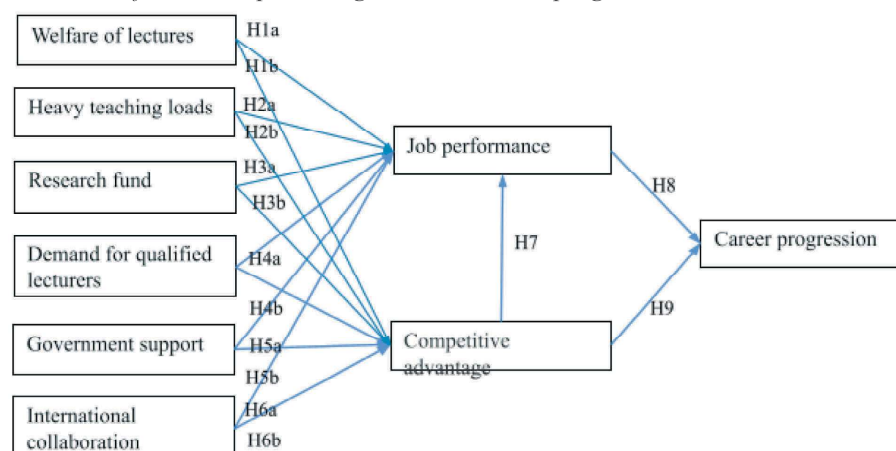 Welfare of lectures
H1a
H1b
Heavy teaching loads
H2a
H2b
Job performance
Research fund
H3a
H3b
H8
Demand for qualified
lecturers
H4a
H7
Career progression
Government support
H4b
H5a
H5b
Competitive
advantage
H9
International
collaboration
H6a
H6b